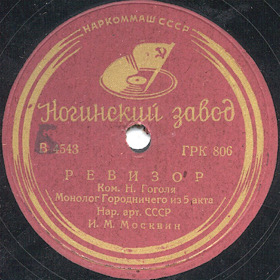 НАРКОММАШ СССР
Ногинский завод
В 4543 ГРК 806
РЕВИЗОР
Ком. Н. Гоголя
Монолог Городничего из 5 акта
Нар. арт. СССР
И. М. Москвин